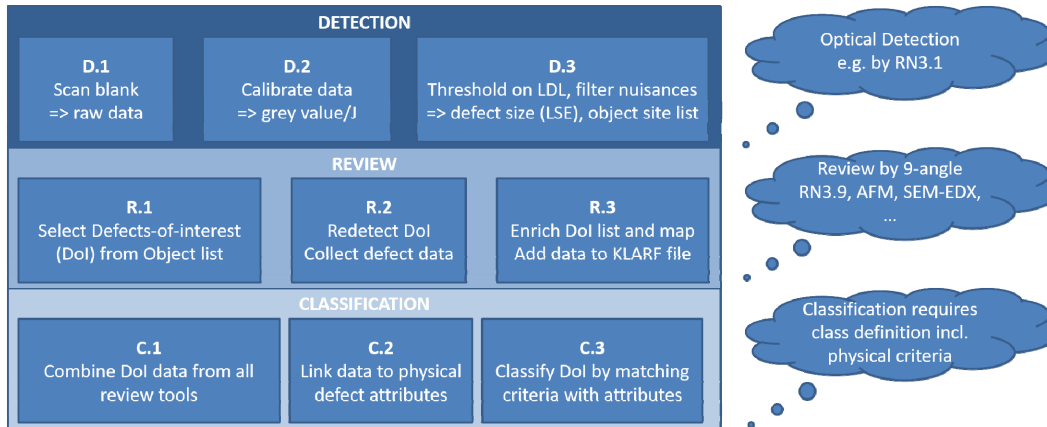 DETECTION
D.1
Scan blank
=> raw data
D.2
Calibrate data
=> grey value/J
D.3
Threshold on LDL, filter nuisances
=> defect size (LSE), object site list
Optical Detection
e.g. by RN3.1
REVIEW
R.1
Select Defects-of-interest
(DoI) from Object list
R.2
Redetect DoI
Collect defect data
R.3
Enrich DoI list and map
Add data to KLARF file
Review by 9-angle
RN3.9, AFM, SEM-EDX,
...
CLASSIFICATION
C.1
Combine DoI data from all
review tools
C.2
Link data to physical
defect attributes
C.3
Classify DoI by matching
criteria with attributes
Classification requires
class definition incl.
physical criteria